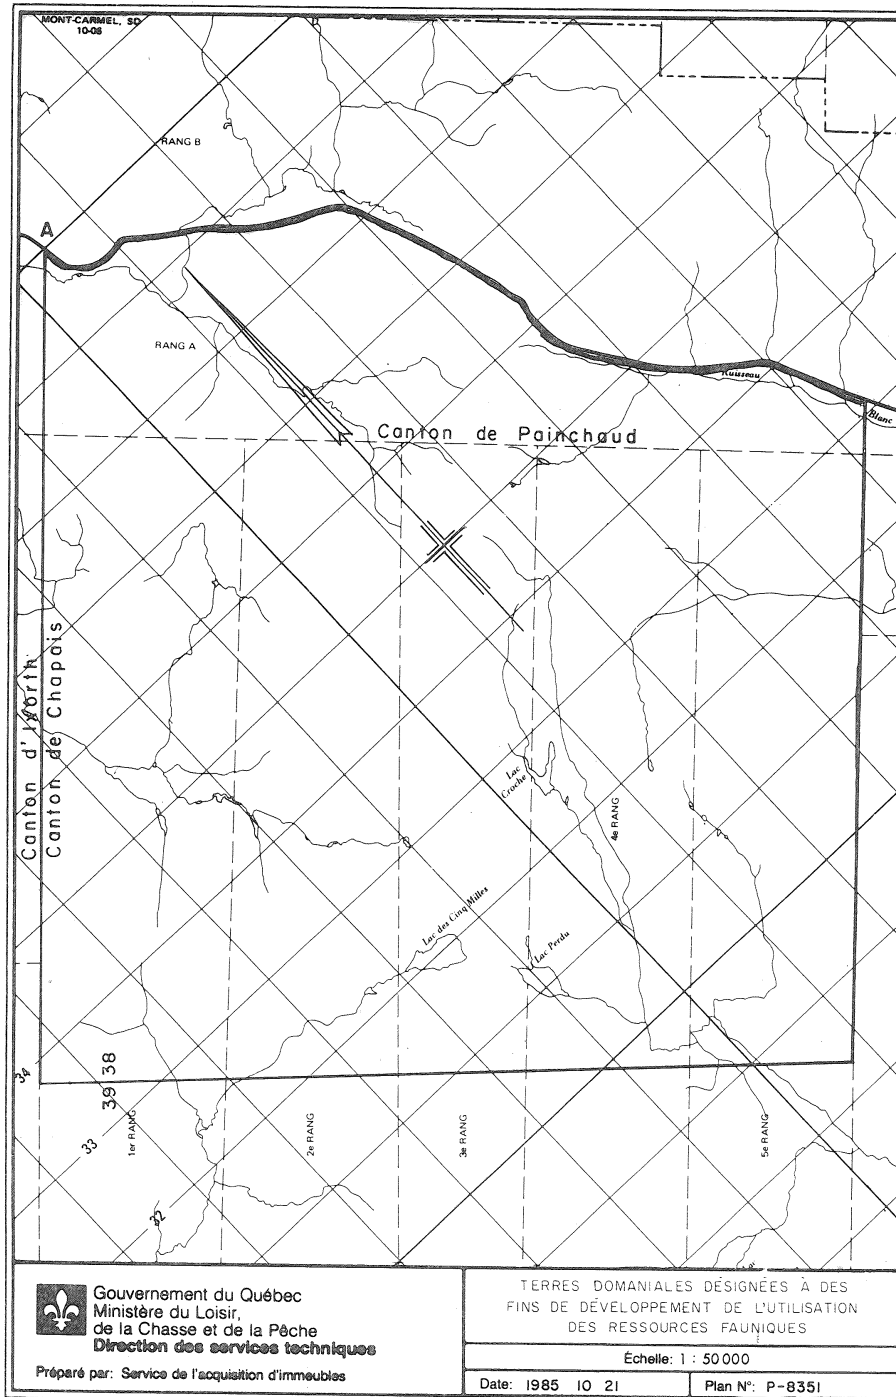 MONT-CARMEL, SD
10-08
RANG B
A
RANG A
Ruisseau
Blanc
Canton de Painchaud
Canton d'Ixworth
Canton de Chapais
Lac
Croche
4e RANG
Lac des Cinq Milles
Lac Perdu
34
39 38
33
32
1er RANG
2e RANG
3e RANG
5e RANG
Gouvernement du Québec
Ministère du Loisir,
de la Chasse et de la Pêche
Direction des services techniques
Préparé par: Service de l'acquisition d'immeubles
TERRES DOMANIALES DÉSIGNÉES À DES
FINS DE DÉVELOPPEMENT DE L'UTILISATION
DES RESSOURCES FAUNIQUES
Échelle: 1 : 50 000
Date: 1985 10 21
Plan N°: P-8351